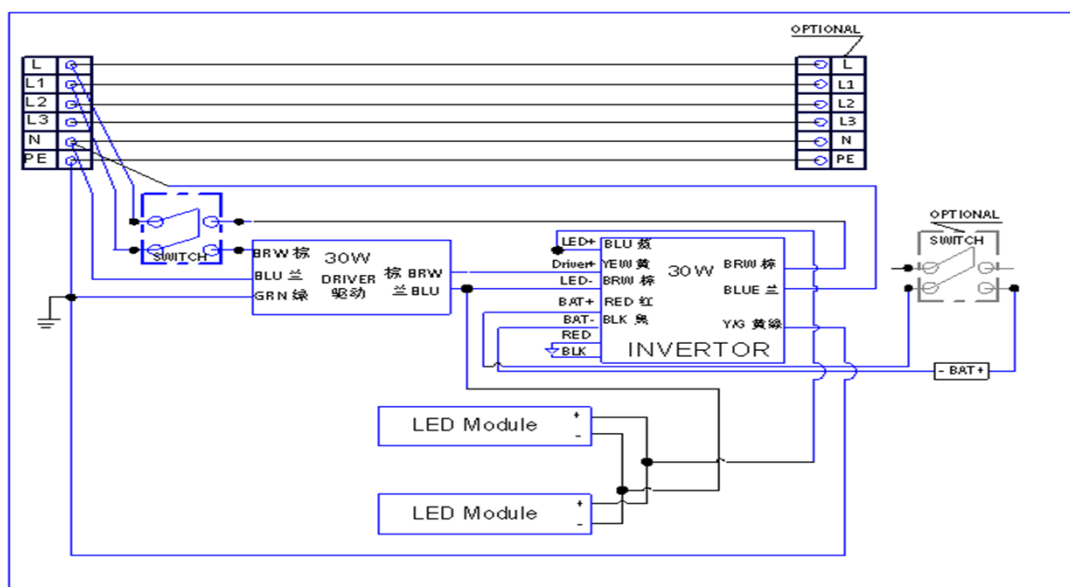 OPTIONAL
L
L1
L2
L3
N
PE
L
L1
L2
L3
N
PE
SWITCH
BRW 棕
BLU 兰
GRN 绿
30W
DRIVER
驱动
棕 BRW
兰 BLU
LED+
Driver+
LED-
BAT+
BAT-
RED
BLK
BLU 蓝
YEW 黄
BRW 棕
RED 红
BLK 黑
30W
BRW 棕
BLUE 兰
Y/G 黄绿
INVERTOR
OPTIONAL
SWITCH
- BAT +
LED Module
+
-
LED Module
+
-